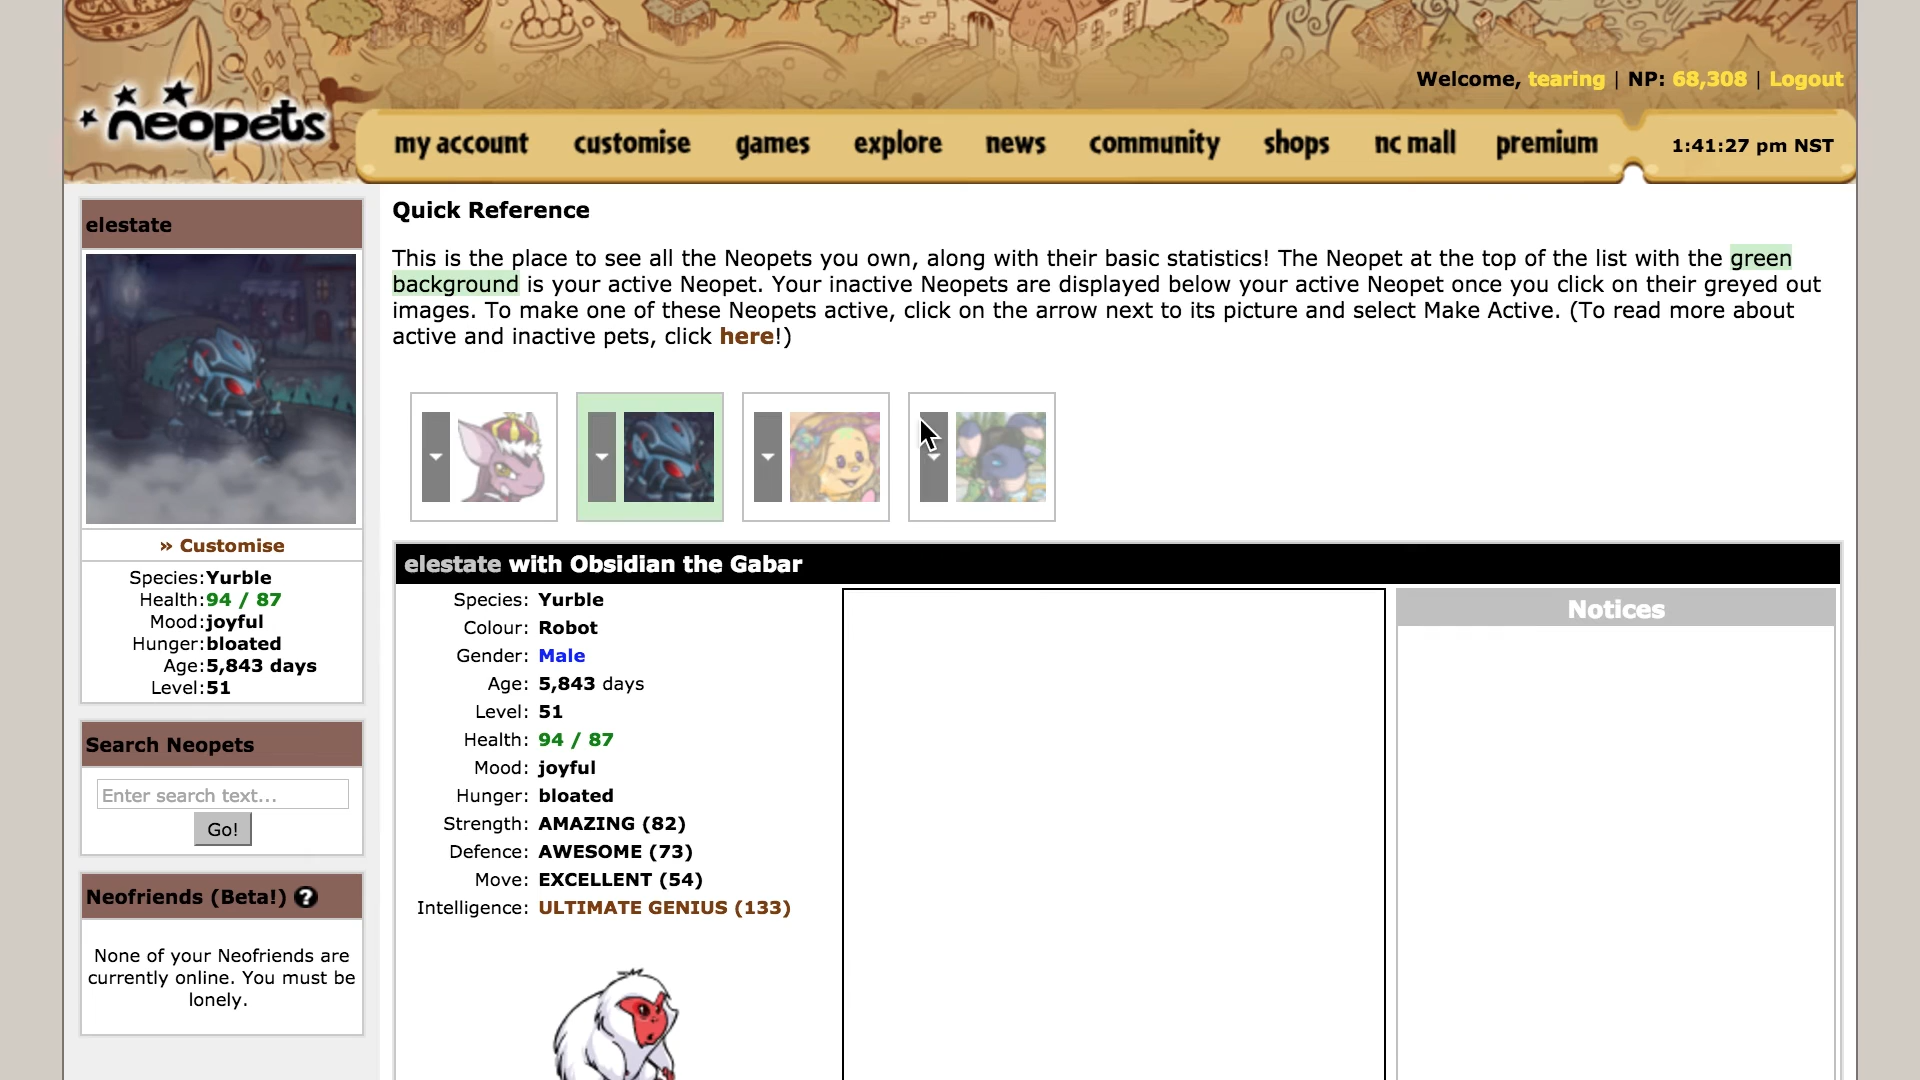 Welcome, tearing | NP: 68,308 | Logout
neopets
my account customise games explore news community shops nc mall premium 1:41:27 pm NST
elestate
» Customise
Species:Yurble
Health:94 / 87
Mood:joyful
Hunger:bloated
Age:5,843 days
Level:51
Search Neopets
Enter search text...
Go!
Neofriends (Beta!) ?
None of your Neofriends are
currently online. You must be
lonely.
Quick Reference
This is the place to see all the Neopets you own, along with their basic statistics! The Neopet at the top of the list with the green
background is your active Neopet. Your inactive Neopets are displayed below your active Neopet once you click on their greyed out
images. To make one of these Neopets active, click on the arrow next to its picture and select Make Active. (To read more about
active and inactive pets, click here!)
elestate with Obsidian the Gabar
Species: Yurble
Colour: Robot
Gender: Male
Age: 5,843 days
Level: 51
Health: 94 / 87
Mood: joyful
Hunger: bloated
Strength: AMAZING (82)
Defence: AWESOME (73)
Move: EXCELLENT (54)
Intelligence: ULTIMATE GENIUS (133)
Notices